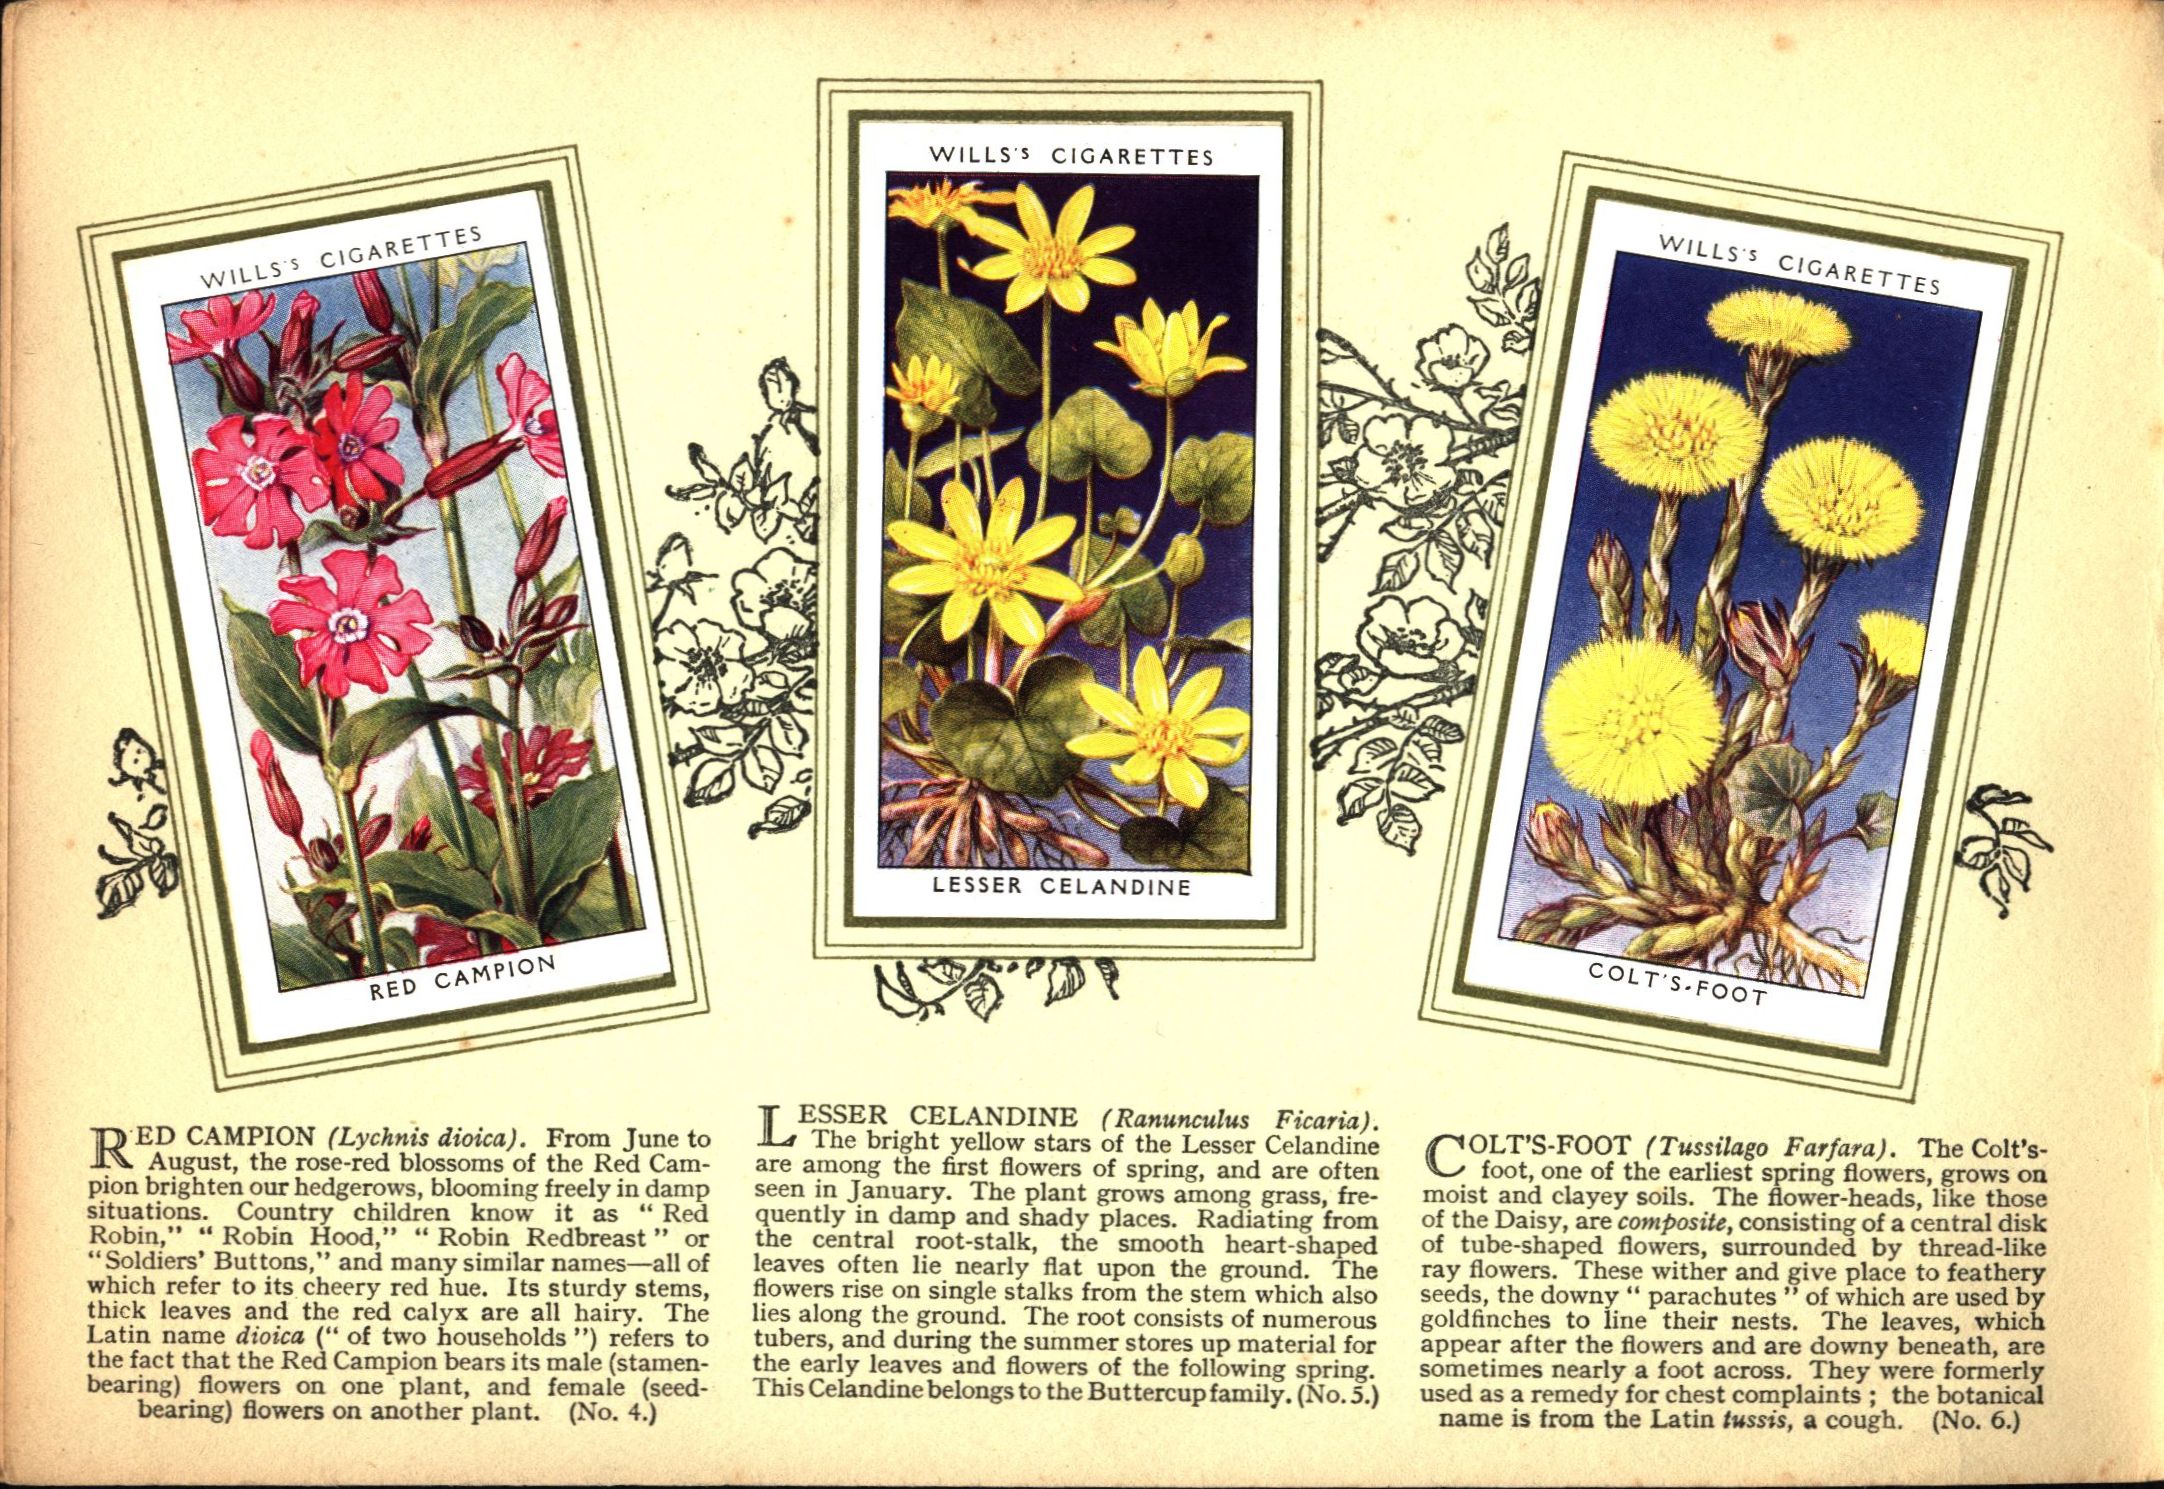 WILLS'S CIGARETTES
RED CAMPION
WILLS'S CIGARETTES
LESSER CELANDINE
WILLS'S CIGARETTES
COLT'S-FOOT
RED CAMPION (Lychnis dioica). From June to
August, the rose-red blossoms of the Red Cam-
pion brighten our hedgerows, blooming freely in damp
situations. Country children know it as “ Red
Robin,” “ Robin Hood,” “ Robin Redbreast ” or
“ Soldiers' Buttons,” and many similar names—all of
which refer to its cheery red hue. Its sturdy stems,
thick leaves and the red calyx are all hairy. The
Latin name dioica (“ of two households ”) refers to
the fact that the Red Campion bears its male (stamen-
bearing) flowers on one plant, and female (seed-
bearing) flowers on another plant. (No. 4.)
LESSER CELANDINE (Ranunculus Ficaria).
The bright yellow stars of the Lesser Celandine
are among the first flowers of spring, and are often
seen in January. The plant grows among grass, fre-
quently in damp and shady places. Radiating from
the central root-stalk, the smooth heart-shaped
leaves often lie nearly flat upon the ground. The
flowers rise on single stalks from the stem which also
lies along the ground. The root consists of numerous
tubers, and during the summer stores up material for
the early leaves and flowers of the following spring.
This Celandine belongs to the Buttercup family. (No. 5.)
COLT'S-FOOT (Tussilago Farfara). The Colt's-
foot, one of the earliest spring flowers, grows on
moist and clayey soils. The flower-heads, like those
of the Daisy, are composite, consisting of a central disk
of tube-shaped flowers, surrounded by thread-like
ray flowers. These wither and give place to feathery
seeds, the downy “ parachutes ” of which are used by
goldfinches to line their nests. The leaves, which
appear after the flowers and are downy beneath, are
sometimes nearly a foot across. They were formerly
used as a remedy for chest complaints ; the botanical
name is from the Latin tussis, a cough. (No. 6.)